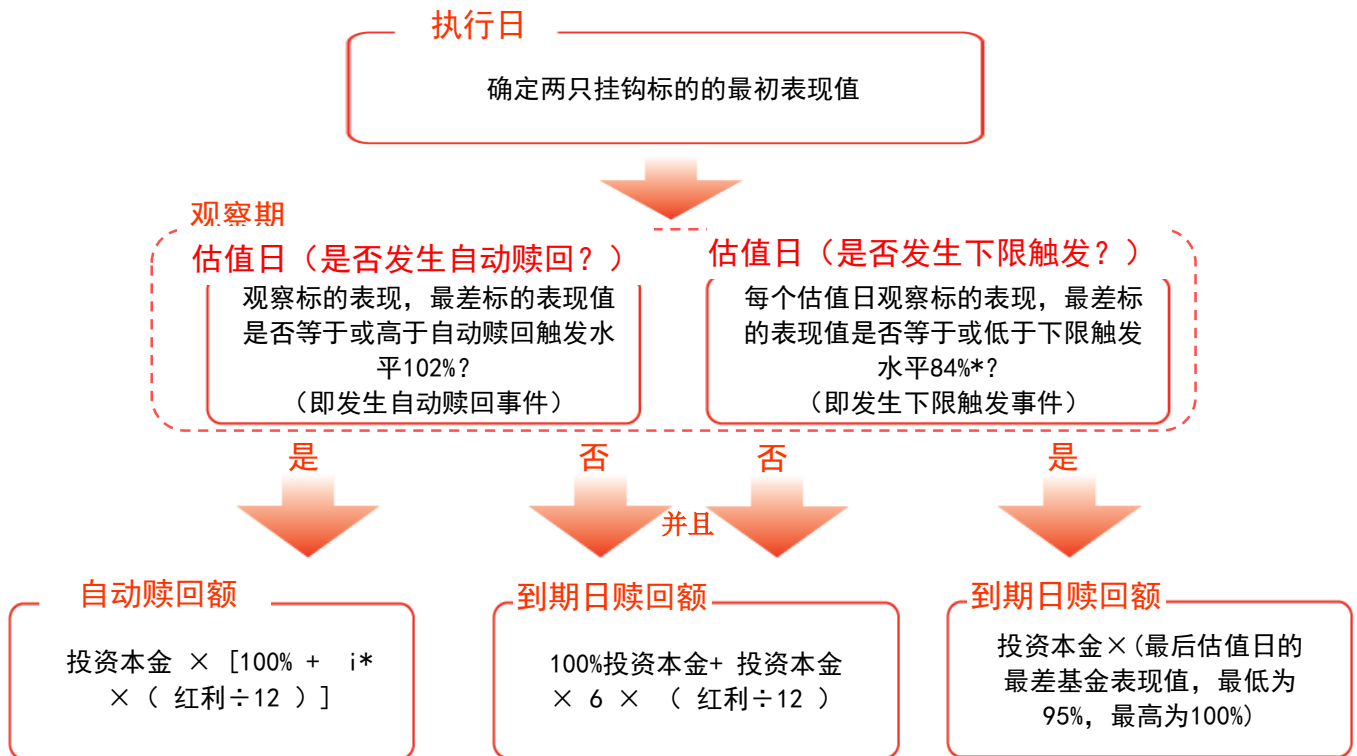 执行日
确定两只挂钩标的的最初表现值
观察期
估值日（是否发生自动赎回？）
观察标的表现，最差标的表现值
是否等于或高于自动赎回触发水
平102%？
（即发生自动赎回事件）
估值日（是否发生下限触发？）
每个估值日观察标的表现，最差标
的表现值是否等于或低于下限触发
水平84%*？
（即发生下限触发事件）
是
否
否
是
并且
自动赎回额
投资本金 × [100% + i*
×（ 红利÷12 ）]
到期日赎回额
100%投资本金+ 投资本金
× 6 × （ 红利÷12 ）
到期日赎回额
投资本金×(最后估值日的
最差基金表现值，最低为
95%，最高为100%)